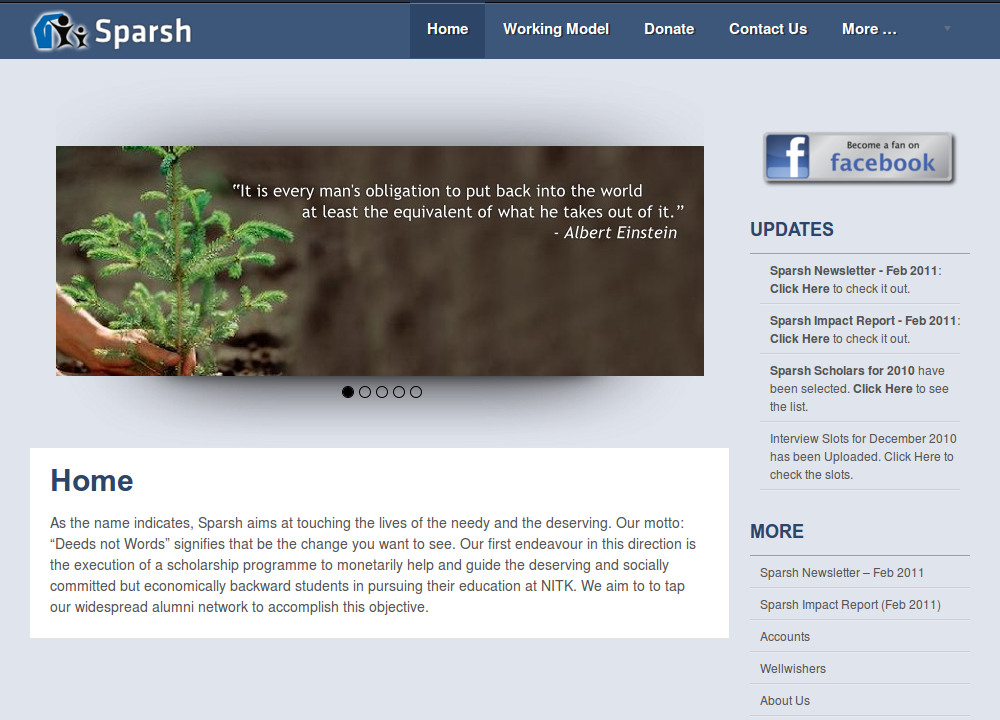 Sparsh
Home
Working Model
Donate
Contact Us
More ...
“It is every man's obligation to put back into the world
at least the equivalent of what he takes out of it.”
- Albert Einstein
Become a fan on
facebook
UPDATES
Sparsh Newsletter - Feb 2011:
Click Here to check it out.
Sparsh Impact Report - Feb 2011:
Click Here to check it out.
Sparsh Scholars for 2010 have
been selected. Click Here to see
the list.
Interview Slots for December 2010
has been Uploaded. Click Here to
check the slots.
Home
As the name indicates, Sparsh aims at touching the lives of the needy and the deserving. Our motto:
“Deeds not Words” signifies that be the change you want to see. Our first endeavour in this direction is
the execution of a scholarship programme to monetarily help and guide the deserving and socially
committed but economically backward students in pursuing their education at NITK. We aim to to tap
our widespread alumni network to accomplish this objective.
MORE
Sparsh Newsletter – Feb 2011
Sparsh Impact Report (Feb 2011)
Accounts
Wellwishers
About Us